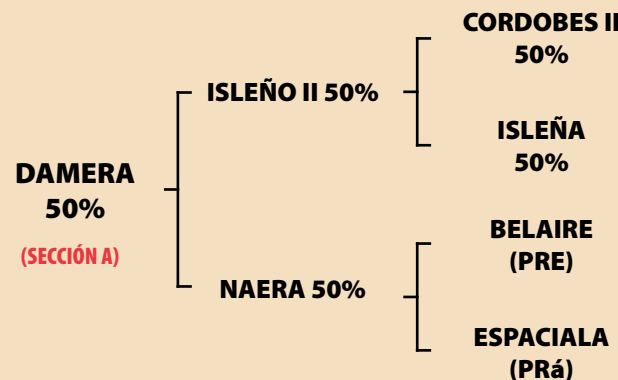 CORDOBES II
50%
ISLEÑO II 50%
ISLEÑA
50%
DAMERA
50%
(SECCIÓN A)
BELAIRE
(PRE)
NAERA 50%
ESPACIALA
(PRá)